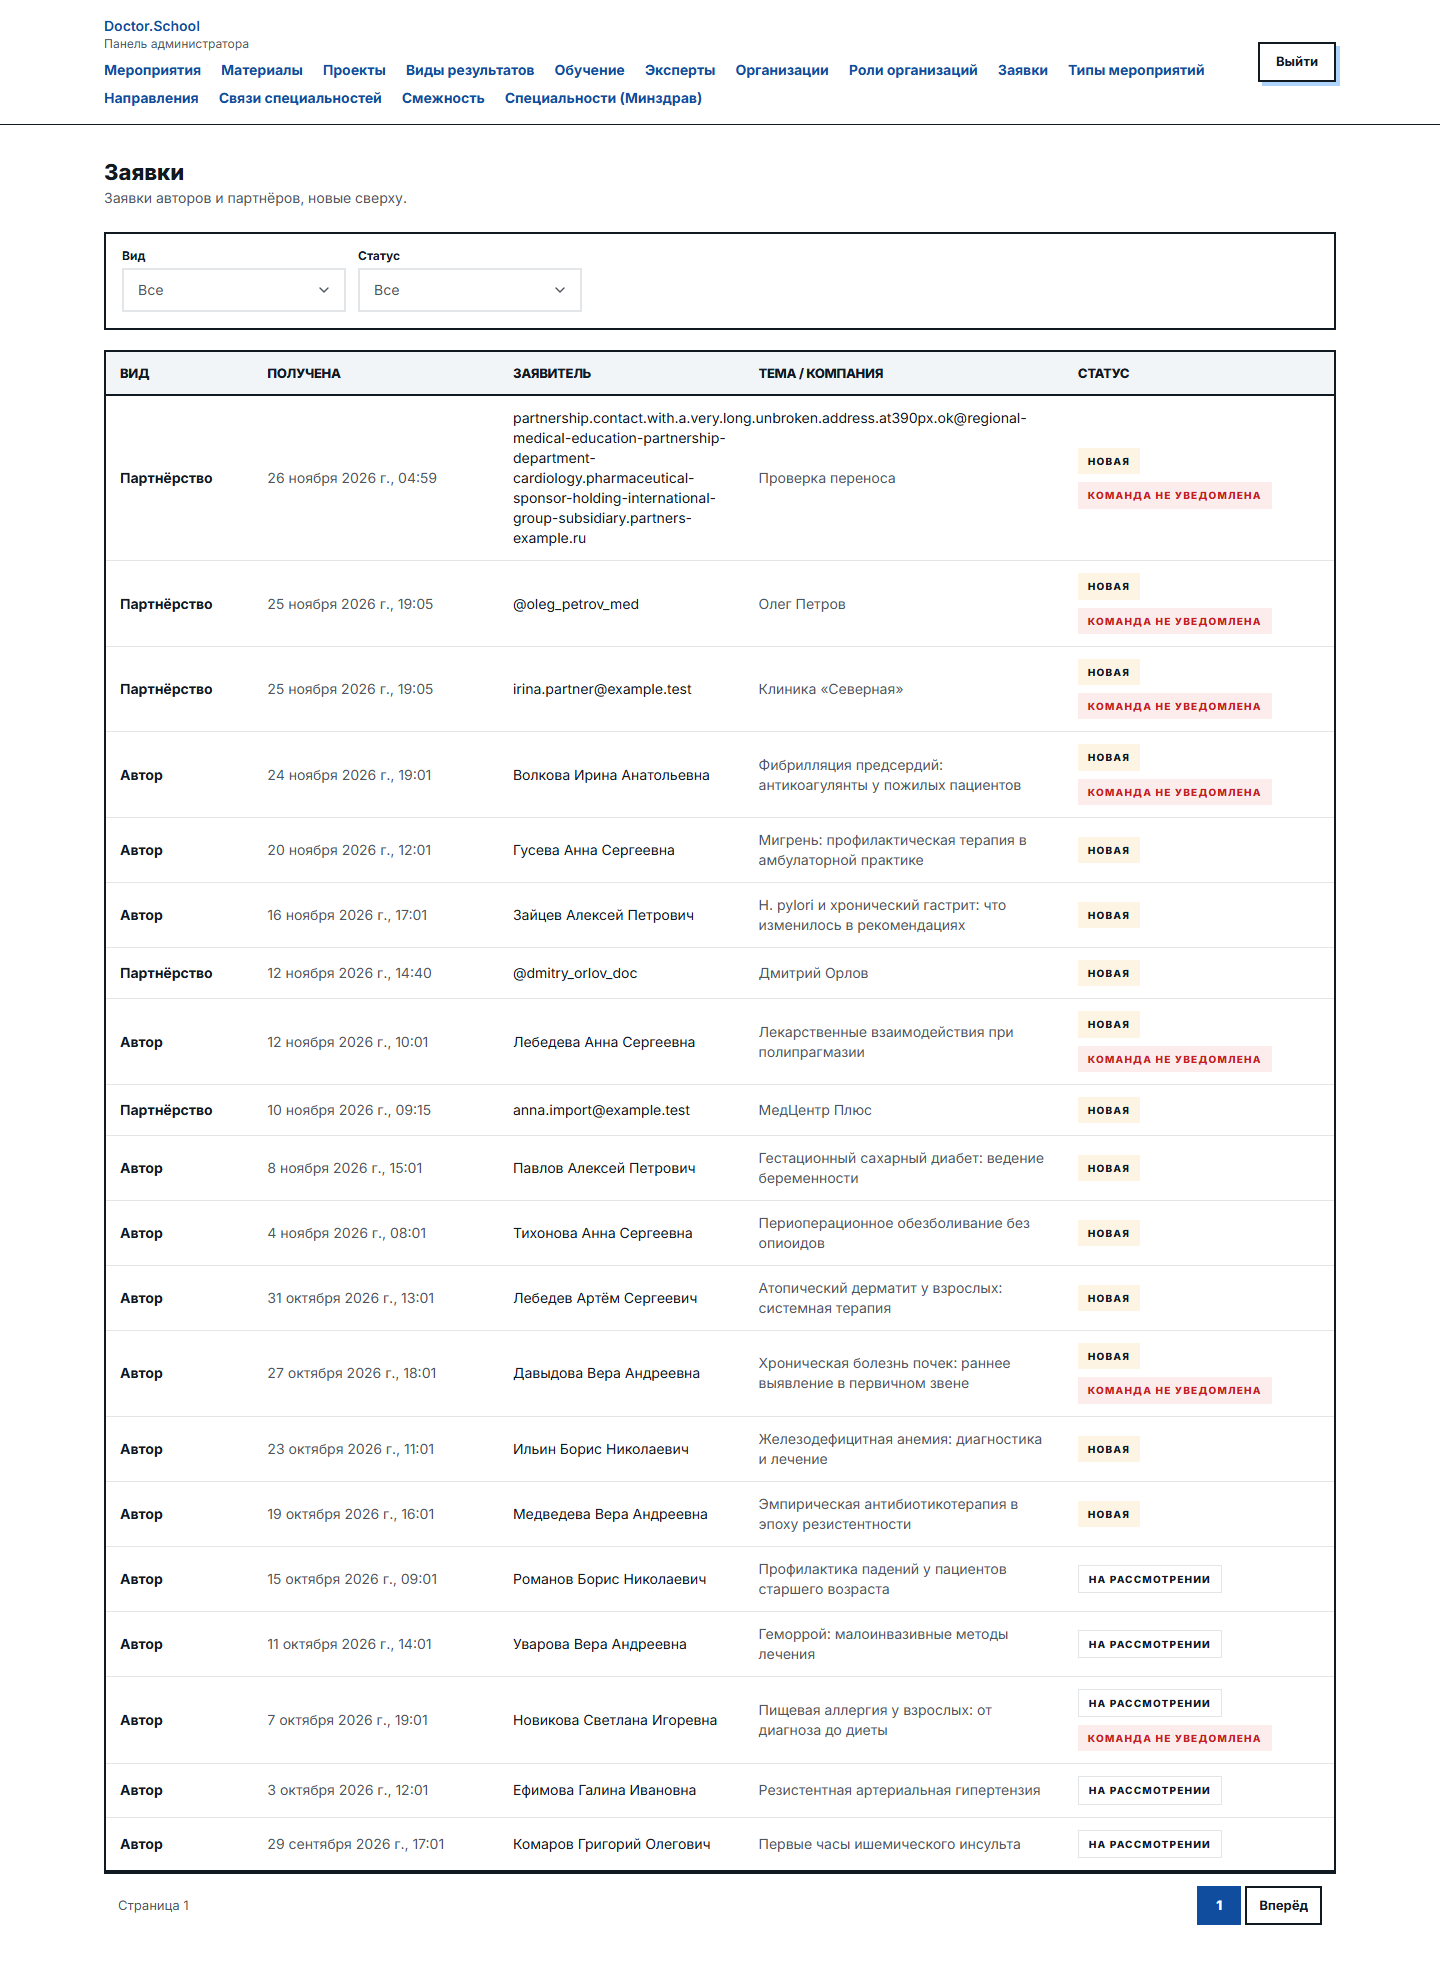 Doctor.School
Панель администратора
Мероприятия Материалы Проекты Виды результатов Обучение Эксперты Организации Роли организаций Заявки Типы мероприятий
Направления Связи специальностей Смежность Специальности (Минздрав)
Выйти
Заявки
Заявки авторов и партнёров, новые сверху.
Вид Статус
Все Все
ВИД ПОЛУЧЕНА ЗАЯВИТЕЛЬ ТЕМА / КОМПАНИЯ СТАТУС
partnership.contact.with.a.very.long.unbroken.address.at390px.ok@regional-
medical-education-partnership-
department-
cardiology.pharmaceutical-
sponsor-holding-international-
group-subsidiary.partners-
example.ru
Партнёрство 26 ноября 2026 г., 04:59 Проверка переноса НОВАЯ
КОМАНДА НЕ УВЕДОМЛЕНА
Партнёрство 25 ноября 2026 г., 19:05 @oleg_petrov_med Олег Петров НОВАЯ
КОМАНДА НЕ УВЕДОМЛЕНА
Партнёрство 25 ноября 2026 г., 19:05 irina.partner@example.test Клиника «Северная» НОВАЯ
КОМАНДА НЕ УВЕДОМЛЕНА
Автор 24 ноября 2026 г., 19:01 Волкова Ирина Анатольевна Фибрилляция предсердий: НОВАЯ
антикоагулянты у пожилых пациентов КОМАНДА НЕ УВЕДОМЛЕНА
Автор 20 ноября 2026 г., 12:01 Гусева Анна Сергеевна Мигрень: профилактическая терапия в НОВАЯ
амбулаторной практике
Автор 16 ноября 2026 г., 17:01 Зайцев Алексей Петрович H. pylori и хронический гастрит: что НОВАЯ
изменилось в рекомендациях
Партнёрство 12 ноября 2026 г., 14:40 @dmitry_orlov_doc Дмитрий Орлов НОВАЯ
Автор 12 ноября 2026 г., 10:01 Лебедева Анна Сергеевна Лекарственные взаимодействия при НОВАЯ
полипрагмазии КОМАНДА НЕ УВЕДОМЛЕНА
Партнёрство 10 ноября 2026 г., 09:15 anna.import@example.test МедЦентр Плюс НОВАЯ
Автор 8 ноября 2026 г., 15:01 Павлов Алексей Петрович Гестационный сахарный диабет: ведение НОВАЯ
беременности
Автор 4 ноября 2026 г., 08:01 Тихонова Анна Сергеевна Периоперационное обезболивание без НОВАЯ
опиоидов
Автор 31 октября 2026 г., 13:01 Лебедев Артём Сергеевич Атопический дерматит у взрослых: НОВАЯ
системная терапия
Автор 27 октября 2026 г., 18:01 Давыдова Вера Андреевна Хроническая болезнь почек: раннее НОВАЯ
выявление в первичном звене КОМАНДА НЕ УВЕДОМЛЕНА
Автор 23 октября 2026 г., 11:01 Ильин Борис Николаевич Железодефицитная анемия: диагностика НОВАЯ
и лечение
Автор 19 октября 2026 г., 16:01 Медведева Вера Андреевна Эмпирическая антибиотикотерапия в НОВАЯ
эпоху резистентности
Автор 15 октября 2026 г., 09:01 Романов Борис Николаевич Профилактика падений у пациентов НА РАССМОТРЕНИИ
старшего возраста
Автор 11 октября 2026 г., 14:01 Уварова Вера Андреевна Геморрой: малоинвазивные методы НА РАССМОТРЕНИИ
лечения
Автор 7 октября 2026 г., 19:01 Новикова Светлана Игоревна Пищевая аллергия у взрослых: от НА РАССМОТРЕНИИ
диагноза до диеты КОМАНДА НЕ УВЕДОМЛЕНА
Автор 3 октября 2026 г., 12:01 Ефимова Галина Ивановна Резистентная артериальная гипертензия НА РАССМОТРЕНИИ
Автор 29 сентября 2026 г., 17:01 Комаров Григорий Олегович Первые часы ишемического инсульта НА РАССМОТРЕНИИ
Страница 1 1 Вперёд